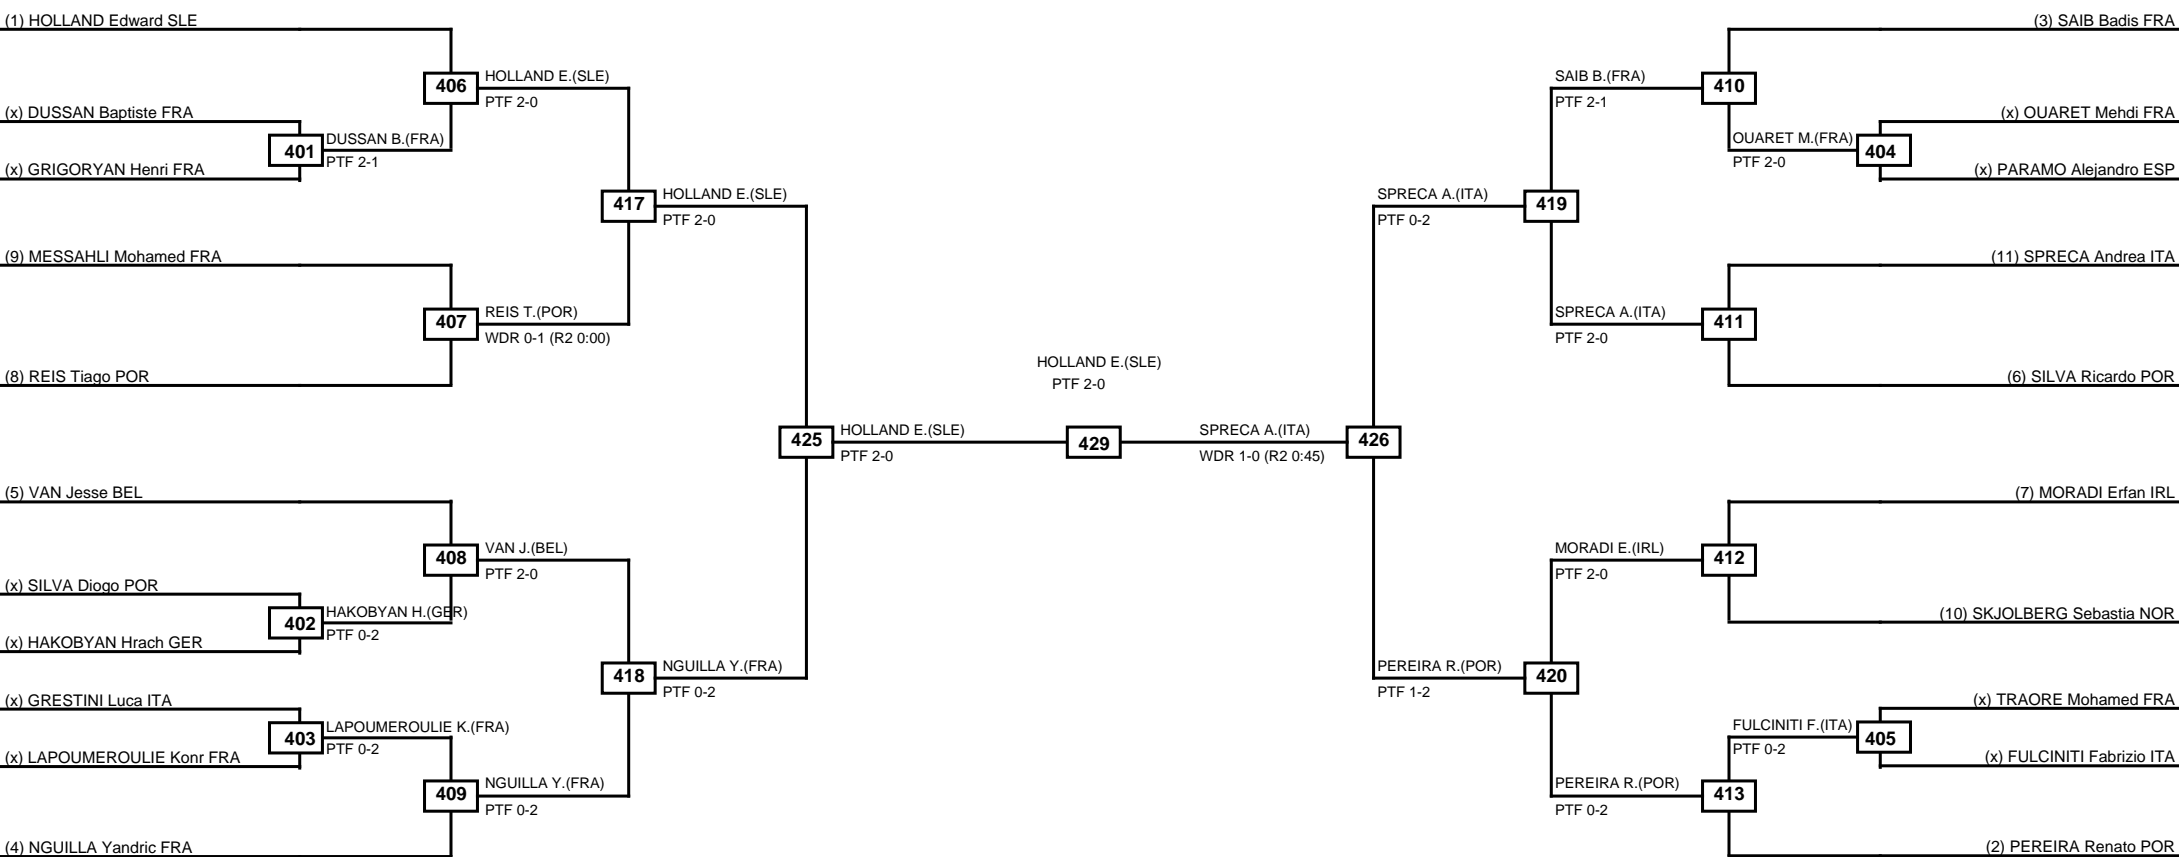 (1) HOLLAND Edward SLE
(3) SAIB Badis FRA
406
HOLLAND E.(SLE)
PTF 2-0
SAIB B.(FRA)
PTF 2-1
410
(x) DUSSAN Baptiste FRA
(x) OUARET Mehdi FRA
401
DUSSAN B.(FRA)
PTF 2-1
OUARET M.(FRA)
PTF 2-0
404
(x) GRIGORYAN Henri FRA
(x) PARAMO Alejandro ESP
417
HOLLAND E.(SLE)
PTF 2-0
SPRECA A.(ITA)
PTF 0-2
419
(9) MESSAHLI Mohamed FRA
(11) SPRECA Andrea ITA
407
REIS T.(POR)
WDR 0-1 (R2 0:00)
SPRECA A.(ITA)
PTF 2-0
411
(8) REIS Tiago POR
(6) SILVA Ricardo POR
HOLLAND E.(SLE)
PTF 2-0
425
HOLLAND E.(SLE)
PTF 2-0
429
SPRECA A.(ITA)
WDR 1-0 (R2 0:45)
426
(5) VAN Jesse BEL
(7) MORADI Erfan IRL
408
VAN J.(BEL)
PTF 2-0
MORADI E.(IRL)
PTF 2-0
412
(x) SILVA Diogo POR
402
HAKOBYAN H.(GER)
PTF 0-2
(10) SKJOLBERG Sebastia NOR
(x) HAKOBYAN Hrach GER
418
NGUILLA Y.(FRA)
PTF 0-2
PEREIRA R.(POR)
PTF 1-2
420
(x) GRESTINI Luca ITA
(x) TRAORE Mohamed FRA
403
LAPOUMEROULIE K.(FRA)
PTF 0-2
FULCINITI F.(ITA)
PTF 0-2
405
(x) LAPOUMEROULIE Konr FRA
(x) FULCINITI Fabrizio ITA
409
NGUILLA Y.(FRA)
PTF 0-2
PEREIRA R.(POR)
PTF 0-2
413
(4) NGUILLA Yandric FRA
(2) PEREIRA Renato POR